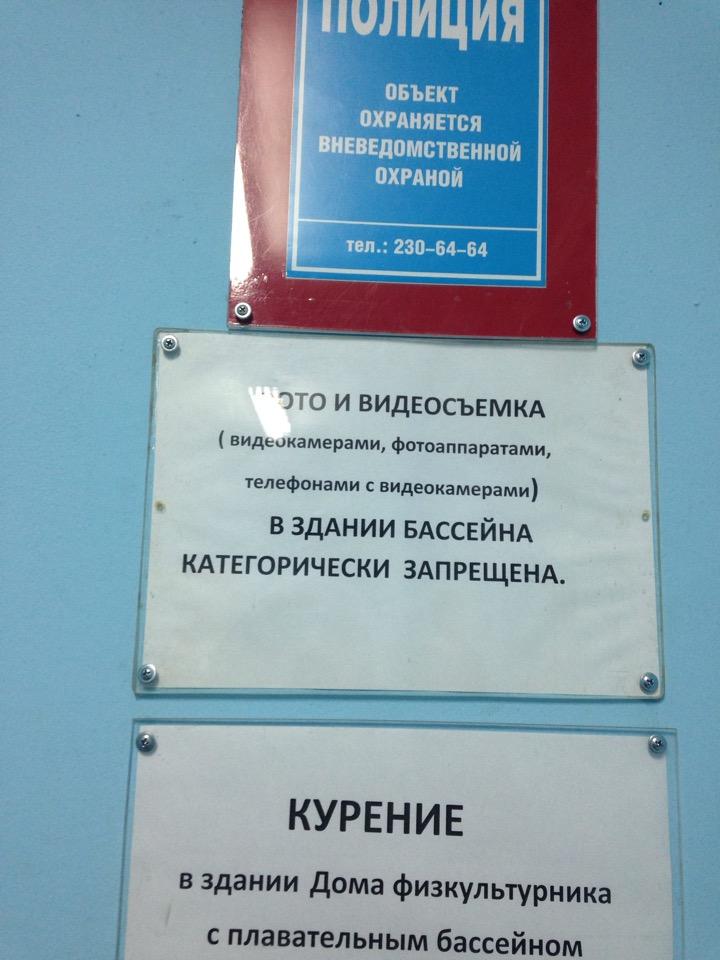 ПОЛИЦИЯ
ОБЪЕКТ
ОХРАНЯЕТСЯ
ВНЕВЕДОМСТВЕННОЙ
ОХРАНОЙ
тел.: 230-64-64
ФОТО И ВИДЕОСЪЕМКА
( видеокамерами, фотоаппаратами,
телефонами с видеокамерами)
В ЗДАНИИ БАССЕЙНА
КАТЕГОРИЧЕСКИ ЗАПРЕЩЕНА.
КУРЕНИЕ
в здании Дома физкультурника
с плавательным бассейном